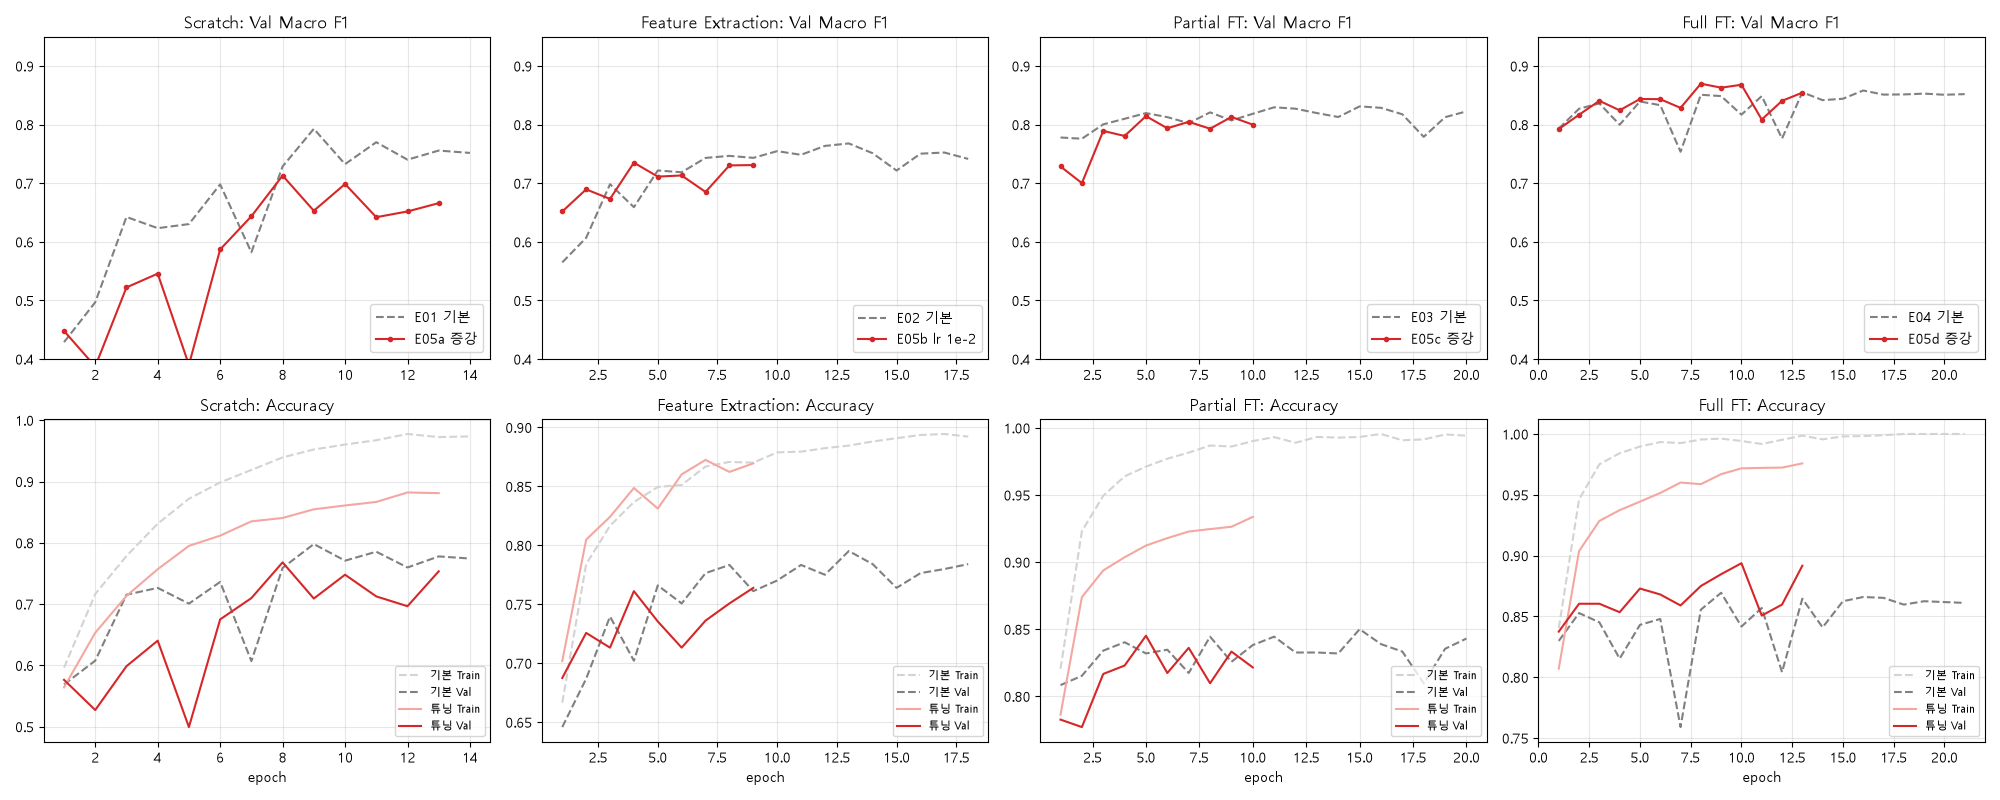 Scratch: Val Macro F1
0.9
0.8
0.7
0.6
0.5
0.4
2 4 6 8 10 12 14
E01 기본
E05a 증강
Feature Extraction: Val Macro F1
0.9
0.8
0.7
0.6
0.5
0.4
2.5 5.0 7.5 10.0 12.5 15.0 17.5
E02 기본
E05b lr 1e-2
Partial FT: Val Macro F1
0.9
0.8
0.7
0.6
0.5
0.4
2.5 5.0 7.5 10.0 12.5 15.0 17.5 20.0
E03 기본
E05c 증강
Full FT: Val Macro F1
0.9
0.8
0.7
0.6
0.5
0.4
0.0 2.5 5.0 7.5 10.0 12.5 15.0 17.5 20.0
E04 기본
E05d 증강
Scratch: Accuracy
1.0
0.9
0.8
0.7
0.6
0.5
2 4 6 8 10 12 14
epoch
기본 Train
기본 Val
튜닝 Train
튜닝 Val
Feature Extraction: Accuracy
0.90
0.85
0.80
0.75
0.70
0.65
2.5 5.0 7.5 10.0 12.5 15.0 17.5
epoch
기본 Train
기본 Val
튜닝 Train
튜닝 Val
Partial FT: Accuracy
1.00
0.95
0.90
0.85
0.80
2.5 5.0 7.5 10.0 12.5 15.0 17.5 20.0
epoch
기본 Train
기본 Val
튜닝 Train
튜닝 Val
Full FT: Accuracy
1.00
0.95
0.90
0.85
0.80
0.75
0.0 2.5 5.0 7.5 10.0 12.5 15.0 17.5 20.0
epoch
기본 Train
기본 Val
튜닝 Train
튜닝 Val